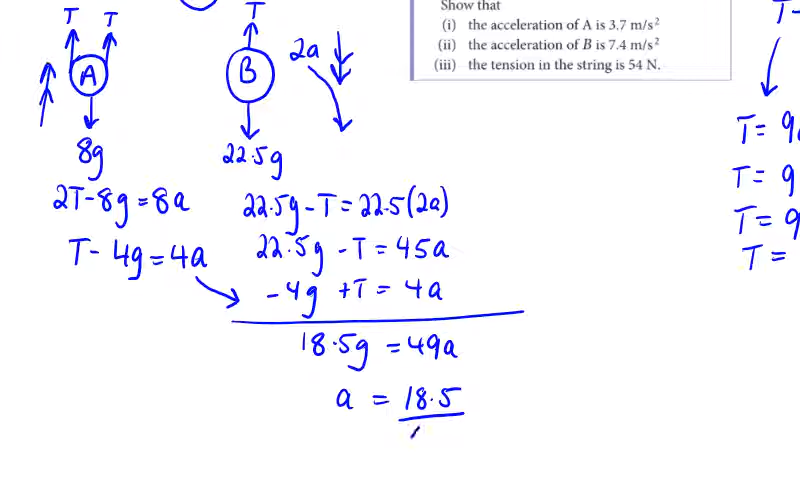 T T
A
8g
2T-8g=8a
T- 4g=4a
T
B
2a
22.5g
22.5g-T=22.5(2a)
22.5g -T=45a
-4g +T= 4a
18.5g =49a
a = 18.5
Show that
(i) the acceleration of A is 3.7 m/s²
(ii) the acceleration of B is 7.4 m/s²
(iii) the tension in the string is 54 N.
T-
T= 9
T= 9
T= 9
T=